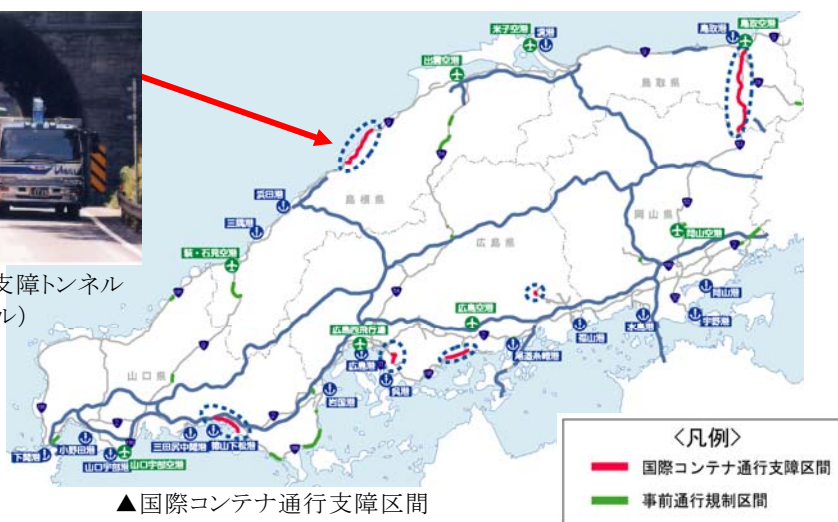 鳥取港
鳥取空港
米子空港
境港
出雲空港
鳥取県
浜田港
島根県
三隅港
岡山県
岡山空港
広島県
萩・石見空港
支障トンネル
ル)
広島空港
岡山港
宇野港
広島西飛行場
広島港
福山港
水島港
尾道糸崎港
呉港
山口県
岩国港
三田尻中関港
徳山下松港
下関港
小野田港
山口宇部港
山口宇部空港
<凡例>
国際コンテナ通行支障区間
事前通行規制区間
▲国際コンテナ通行支障区間